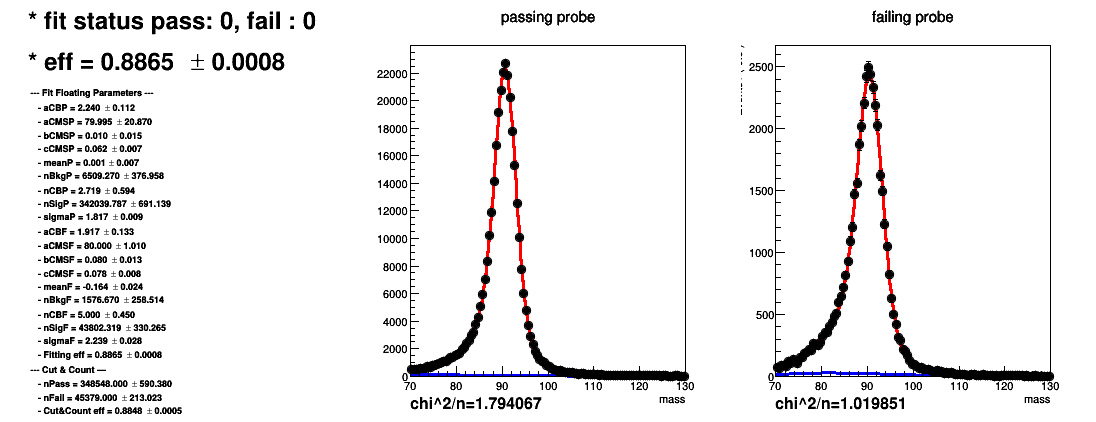 * fit status pass: 0, fail : 0
* eff = 0.8865 ± 0.0008
--- Fit Floating Parameters ---
- aCBP = 2.240 ± 0.112
- aCMSP = 79.995 ± 20.870
- bCMSP = 0.010 ± 0.015
- cCMSP = 0.062 ± 0.007
- meanP = 0.001 ± 0.007
- nBkgP = 6509.270 ± 376.958
- nCBP = 2.719 ± 0.594
- nSigP = 342039.787 ± 691.139
- sigmaP = 1.817 ± 0.009
- aCBF = 1.917 ± 0.133
- aCMSF = 80.000 ± 1.010
- bCMSF = 0.080 ± 0.013
- cCMSF = 0.078 ± 0.008
- meanF = -0.164 ± 0.024
- nBkgF = 1576.670 ± 258.514
- nCBF = 5.000 ± 0.450
- nSigF = 43802.319 ± 330.265
- sigmaF = 2.239 ± 0.028
- Fitting eff = 0.8865 ± 0.0008
--- Cut & Count ---
- nPass = 348548.000 ± 590.380
- nFail = 45379.000 ± 213.023
- Cut&Count eff = 0.8848 ± 0.0005
passing probe
22000
20000
18000
16000
14000
12000
10000
8000
6000
4000
2000
0
70 80 90 100 110 120 130
mass
chi^2/n=1.794067
failing probe
2500
2000
1500
1000
500
0
70 80 90 100 110 120 130
mass
chi^2/n=1.019851